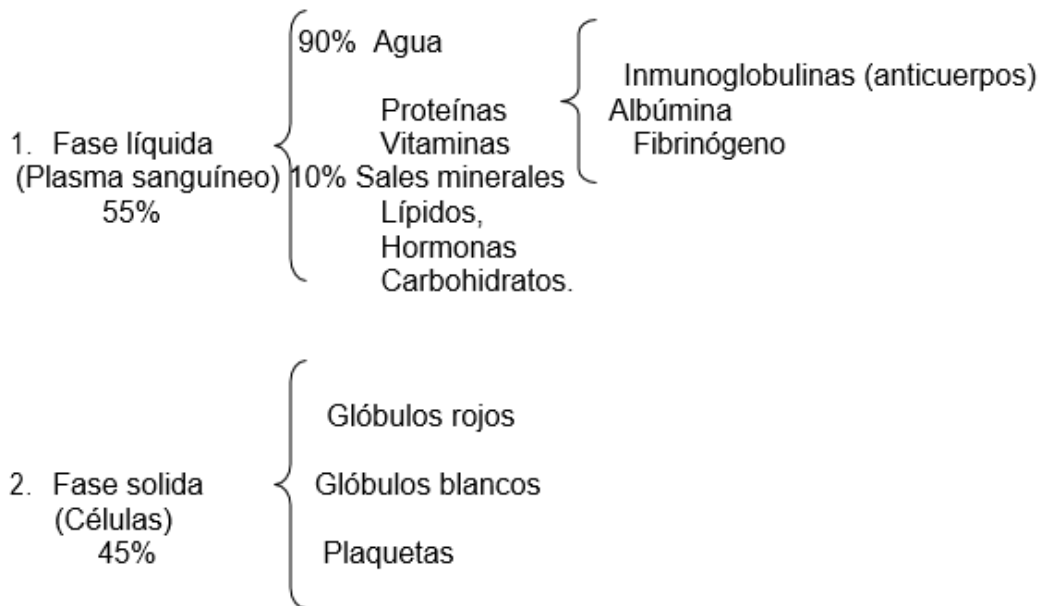 90% Agua
Inmunoglobulinas (anticuerpos)
Proteínas
Albúmina
1. Fase líquida
Vitaminas
Fibrinógeno
(Plasma sanguíneo)
10% Sales minerales
55%
Lípidos,
Hormonas
Carbohidratos.
Glóbulos rojos
2. Fase solida
Glóbulos blancos
(Células)
45%
Plaquetas